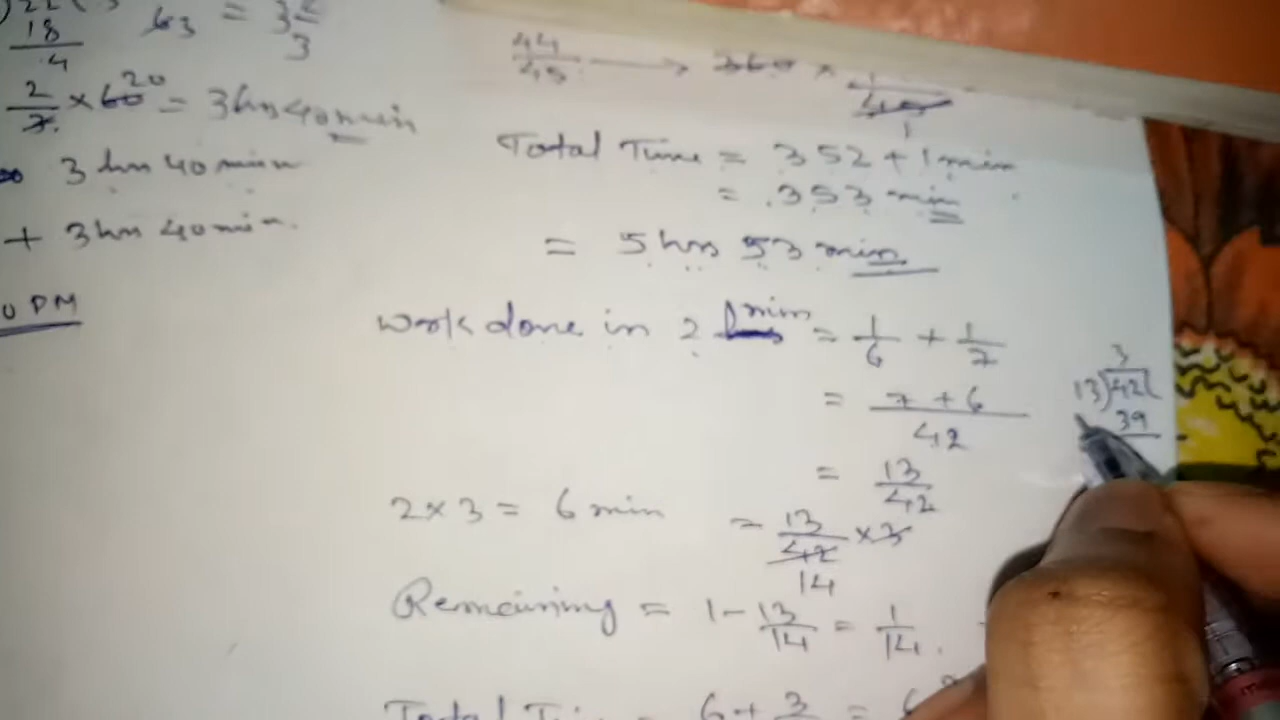 18
4
63 = 3 2/3
2/3 × 60 20 = 3hrs 40min
3 hrs 40 min
+ 3hrs 40min.
0 PM
44/45 → 360 ×
Total Time = 352 + 1 min
= 353 min
= 5 hrs 53 min
Work done in 2 min = 1/6 + 1/7
= 7 + 6 / 42
= 13/42
3
13) 42 (
39
2 × 3 = 6 min
= 13/42 × 3
14
Remaining = 1 - 13/14 = 1/14.
Total = 6 + 3 =